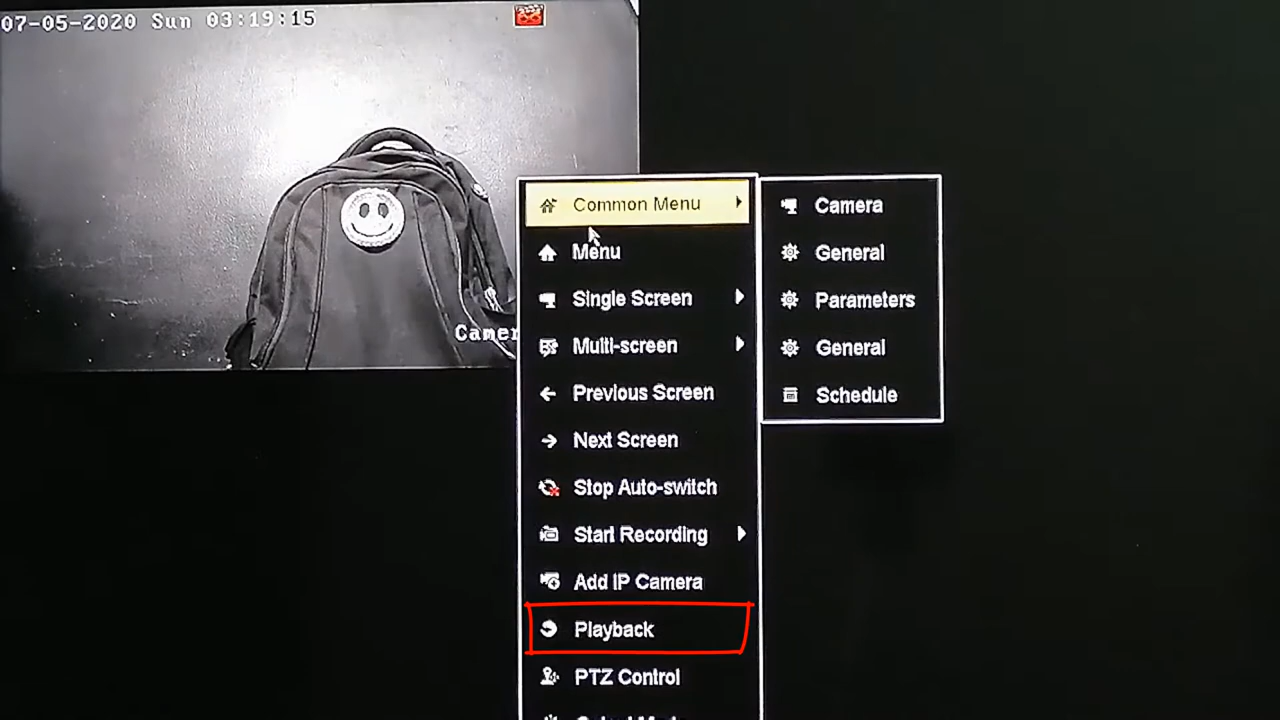 07-05-2020 Sun 03:19:15
Common Menu
Menu
Single Screen
Multi-screen
Previous Screen
Next Screen
Stop Auto-switch
Start Recording
Add IP Camera
Playback
PTZ Control
Camera
General
Parameters
General
Schedule